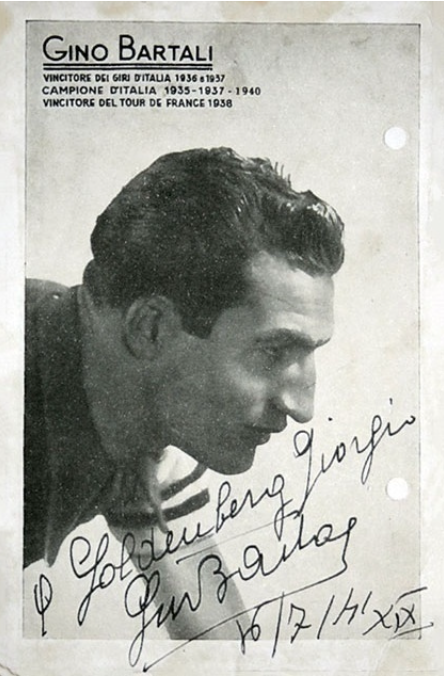 GINO BARTALI
VINCITORE DEI GIRI D'ITALIA 1936 e 1937
CAMPIONE D'ITALIA 1935-1937-1940
VINCITORE DEL TOUR DE FRANCE 1938
Goldenberg Giorgio
Gino Bartali
16/7/41 XIX